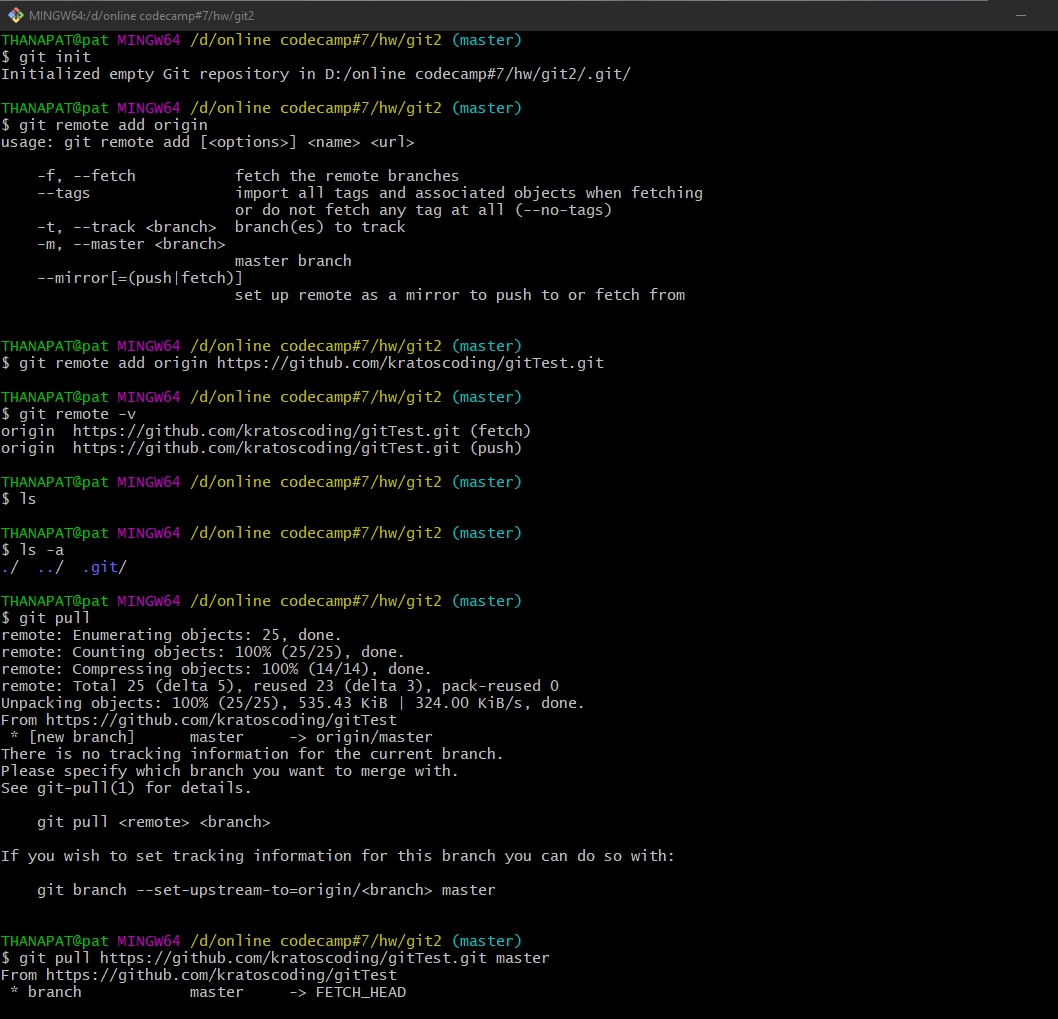 MINGW64:/d/online codecamp#7/hw/git2
THANAPAT@pat MINGW64 /d/online codecamp#7/hw/git2 (master)
$ git init
Initialized empty Git repository in D:/online codecamp#7/hw/git2/.git/
THANAPAT@pat MINGW64 /d/online codecamp#7/hw/git2 (master)
$ git remote add origin
usage: git remote add [<options>] <name> <url>
-f, --fetch fetch the remote branches
--tags import all tags and associated objects when fetching
or do not fetch any tag at all (--no-tags)
-t, --track <branch> branch(es) to track
-m, --master <branch>
master branch
--mirror[=(push|fetch)]
set up remote as a mirror to push to or fetch from
THANAPAT@pat MINGW64 /d/online codecamp#7/hw/git2 (master)
$ git remote add origin https://github.com/kratoscoding/gitTest.git
THANAPAT@pat MINGW64 /d/online codecamp#7/hw/git2 (master)
$ git remote -v
origin https://github.com/kratoscoding/gitTest.git (fetch)
origin https://github.com/kratoscoding/gitTest.git (push)
THANAPAT@pat MINGW64 /d/online codecamp#7/hw/git2 (master)
$ ls
THANAPAT@pat MINGW64 /d/online codecamp#7/hw/git2 (master)
$ ls -a
./ ../ .git/
THANAPAT@pat MINGW64 /d/online codecamp#7/hw/git2 (master)
$ git pull
remote: Enumerating objects: 25, done.
remote: Counting objects: 100% (25/25), done.
remote: Compressing objects: 100% (14/14), done.
remote: Total 25 (delta 5), reused 23 (delta 3), pack-reused 0
Unpacking objects: 100% (25/25), 535.43 KiB | 324.00 KiB/s, done.
From https://github.com/kratoscoding/gitTest
* [new branch] master -> origin/master
There is no tracking information for the current branch.
Please specify which branch you want to merge with.
See git-pull(1) for details.
git pull <remote> <branch>
If you wish to set tracking information for this branch you can do so with:
git branch --set-upstream-to=origin/<branch> master
THANAPAT@pat MINGW64 /d/online codecamp#7/hw/git2 (master)
$ git pull https://github.com/kratoscoding/gitTest.git master
From https://github.com/kratoscoding/gitTest
* branch master -> FETCH_HEAD